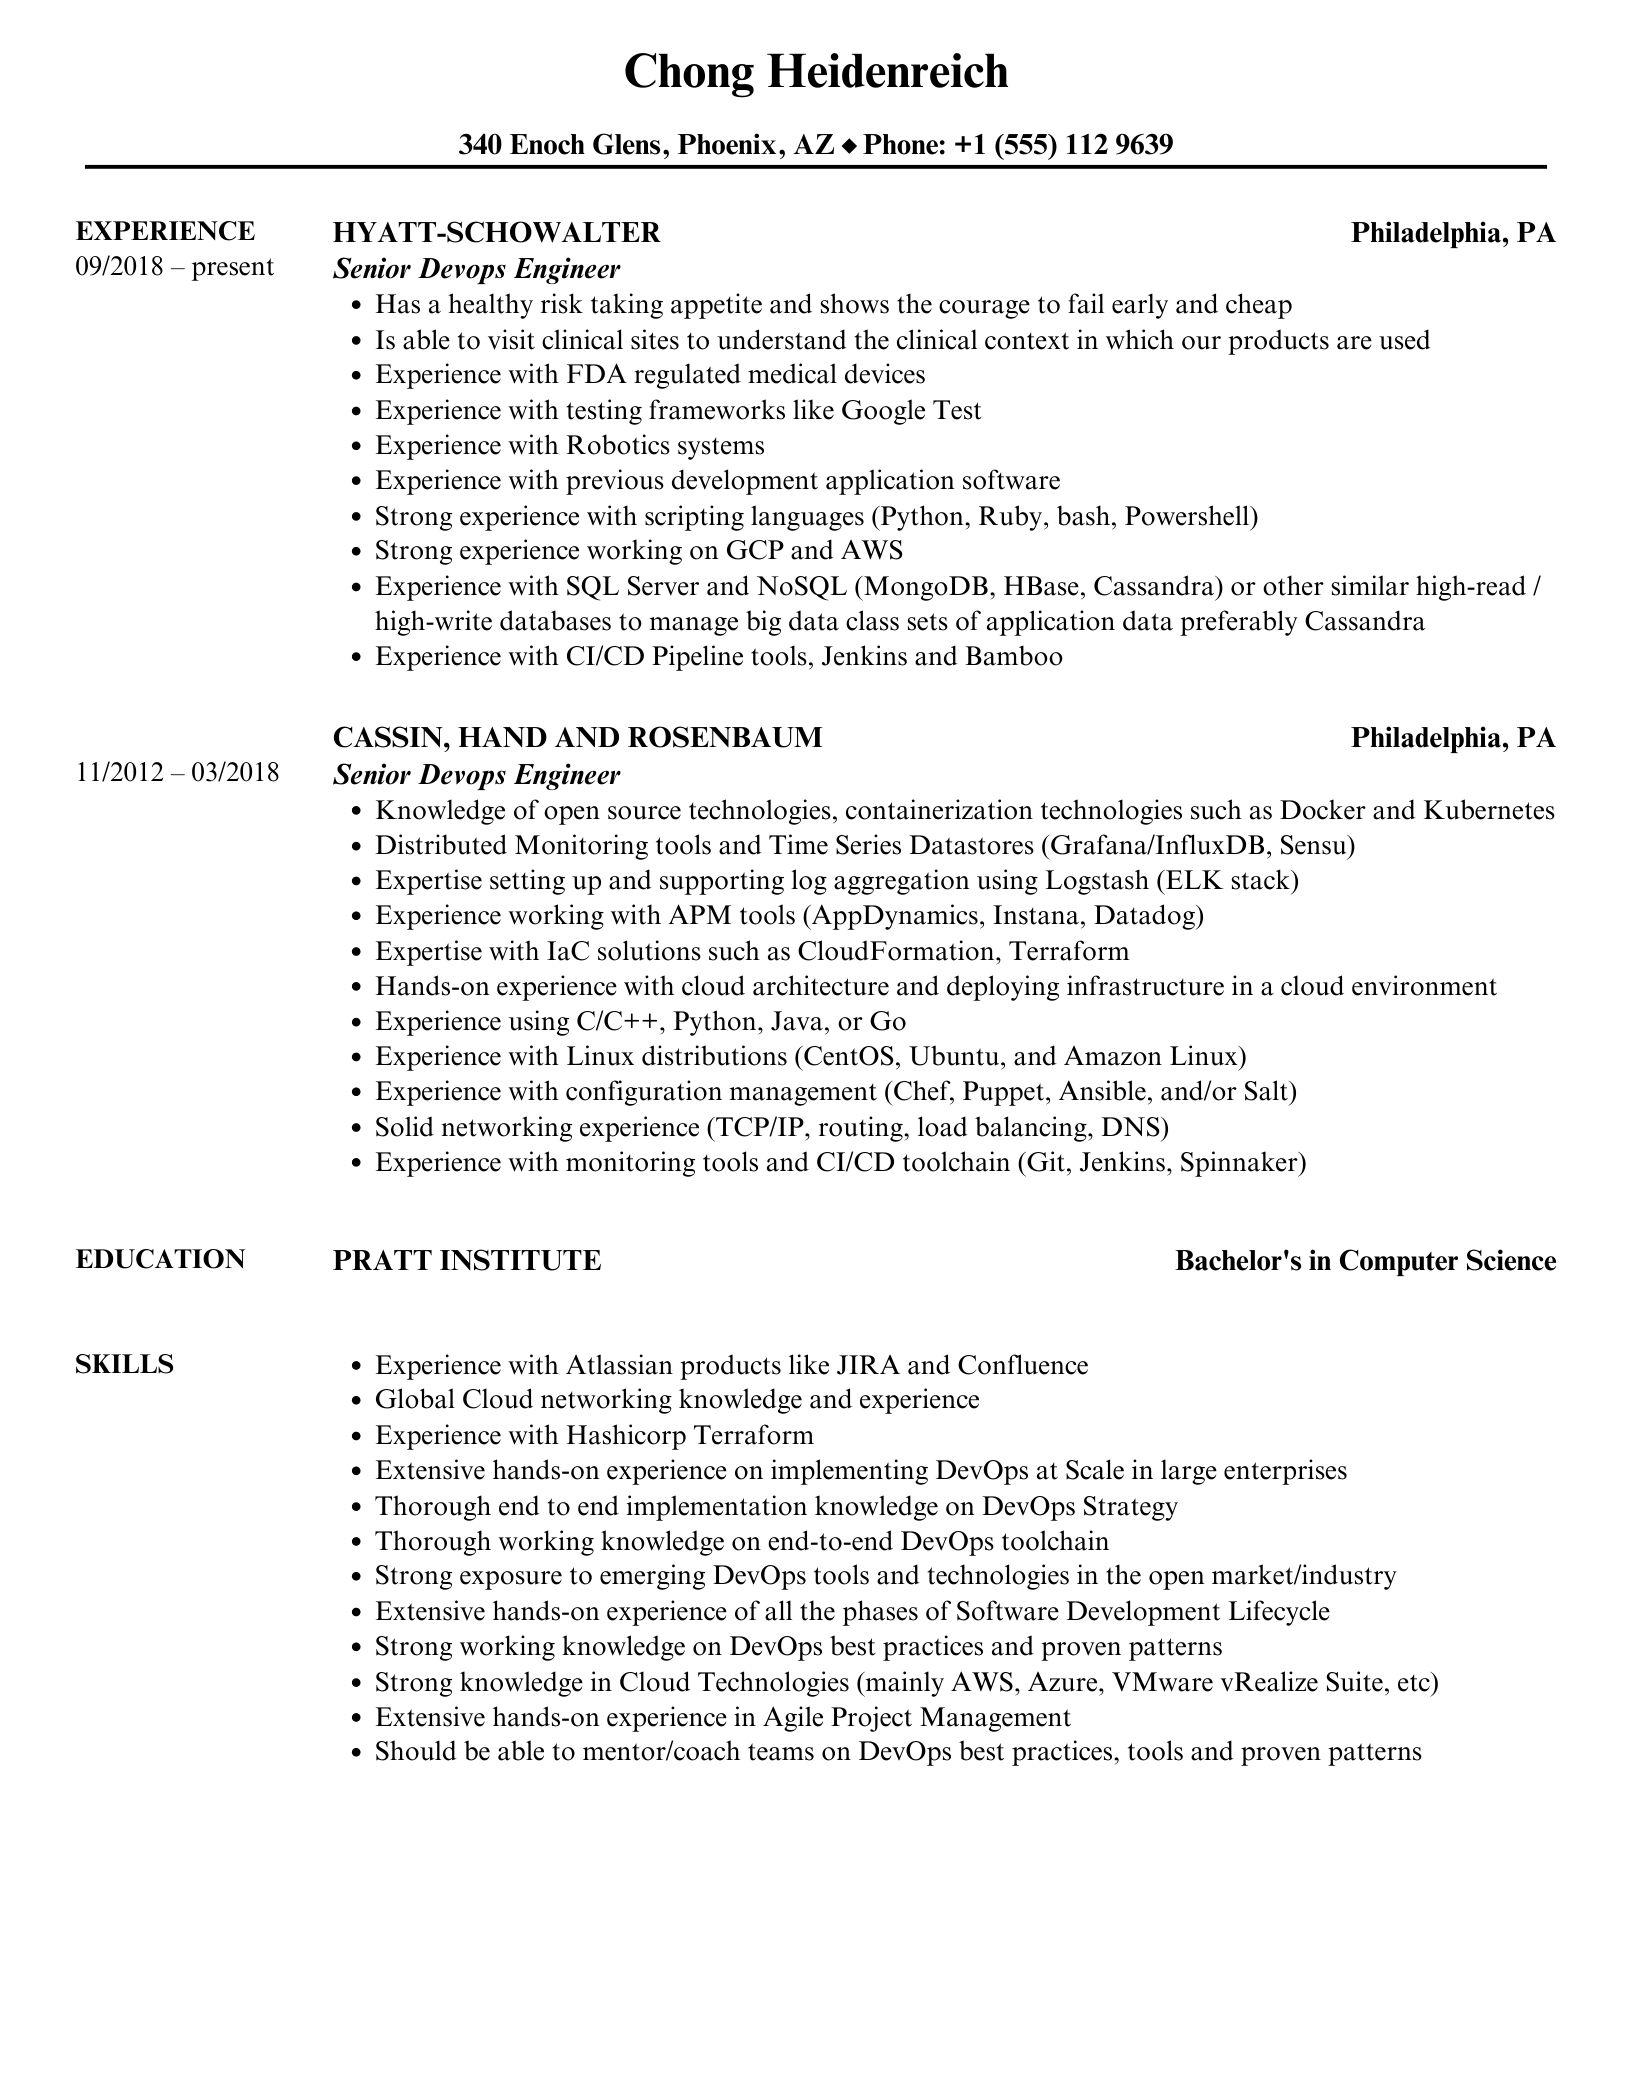 Chong Heidenreich
340 Enoch Glens, Phoenix, AZ ◆ Phone: +1 (555) 112 9639
EXPERIENCE
HYATT-SCHOWALTER
Philadelphia, PA
09/2018 – present
Senior Devops Engineer
• Has a healthy risk taking appetite and shows the courage to fail early and cheap
• Is able to visit clinical sites to understand the clinical context in which our products are used
• Experience with FDA regulated medical devices
• Experience with testing frameworks like Google Test
• Experience with Robotics systems
• Experience with previous development application software
• Strong experience with scripting languages (Python, Ruby, bash, Powershell)
• Strong experience working on GCP and AWS
• Experience with SQL Server and NoSQL (MongoDB, HBase, Cassandra) or other similar high-read /
high-write databases to manage big data class sets of application data preferably Cassandra
• Experience with CI/CD Pipeline tools, Jenkins and Bamboo
CASSIN, HAND AND ROSENBAUM
Philadelphia, PA
11/2012 – 03/2018
Senior Devops Engineer
• Knowledge of open source technologies, containerization technologies such as Docker and Kubernetes
• Distributed Monitoring tools and Time Series Datastores (Grafana/InfluxDB, Sensu)
• Expertise setting up and supporting log aggregation using Logstash (ELK stack)
• Experience working with APM tools (AppDynamics, Instana, Datadog)
• Expertise with IaC solutions such as CloudFormation, Terraform
• Hands-on experience with cloud architecture and deploying infrastructure in a cloud environment
• Experience using C/C++, Python, Java, or Go
• Experience with Linux distributions (CentOS, Ubuntu, and Amazon Linux)
• Experience with configuration management (Chef, Puppet, Ansible, and/or Salt)
• Solid networking experience (TCP/IP, routing, load balancing, DNS)
• Experience with monitoring tools and CI/CD toolchain (Git, Jenkins, Spinnaker)
EDUCATION
PRATT INSTITUTE
Bachelor's in Computer Science
SKILLS
• Experience with Atlassian products like JIRA and Confluence
• Global Cloud networking knowledge and experience
• Experience with Hashicorp Terraform
• Extensive hands-on experience on implementing DevOps at Scale in large enterprises
• Thorough end to end implementation knowledge on DevOps Strategy
• Thorough working knowledge on end-to-end DevOps toolchain
• Strong exposure to emerging DevOps tools and technologies in the open market/industry
• Extensive hands-on experience of all the phases of Software Development Lifecycle
• Strong working knowledge on DevOps best practices and proven patterns
• Strong knowledge in Cloud Technologies (mainly AWS, Azure, VMware vRealize Suite, etc)
• Extensive hands-on experience in Agile Project Management
• Should be able to mentor/coach teams on DevOps best practices, tools and proven patterns